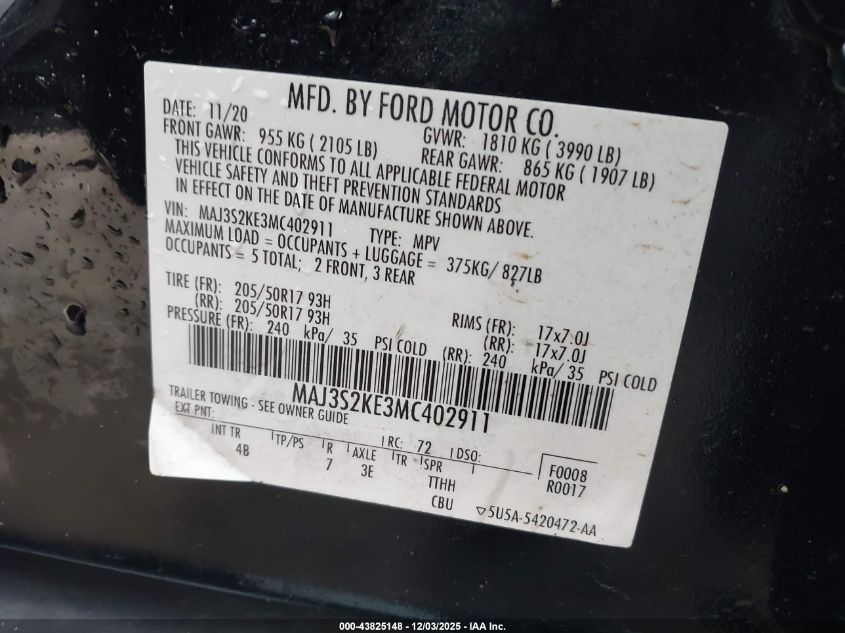 MFD. BY FORD MOTOR CO.
DATE: 11/20 GVWR: 1810 KG ( 3990 LB)
FRONT GAWR: 955 KG ( 2105 LB) REAR GAWR: 865 KG ( 1907 LB)
THIS VEHICLE CONFORMS TO ALL APPLICABLE FEDERAL MOTOR
VEHICLE SAFETY AND THEFT PREVENTION STANDARDS
IN EFFECT ON THE DATE OF MANUFACTURE SHOWN ABOVE.
VIN: MAJ3S2KE3MC402911 TYPE: MPV
MAXIMUM LOAD = OCCUPANTS + LUGGAGE = 375KG/ 827LB
OCCUPANTS = 5 TOTAL; 2 FRONT, 3 REAR
TIRE (FR): 205/50R17 93H RIMS (FR): 17x7.0J
(RR): 205/50R17 93H (RR): 17x7.0J
PRESSURE (FR): 240 kPa/ 35 PSI COLD (RR): 240 kPa/ 35 PSI COLD
MAJ3S2KE3MC402911
TRAILER TOWING - SEE OWNER GUIDE
EXT PNT: RC: 72 DSO:
INT TR TP/PS R AXLE TR SPR F0008
4B 7 3E TTHH R0017
CBU ▽5U5A-5420472-AA
000-43825148 - 12/03/2025 - IAA Inc.